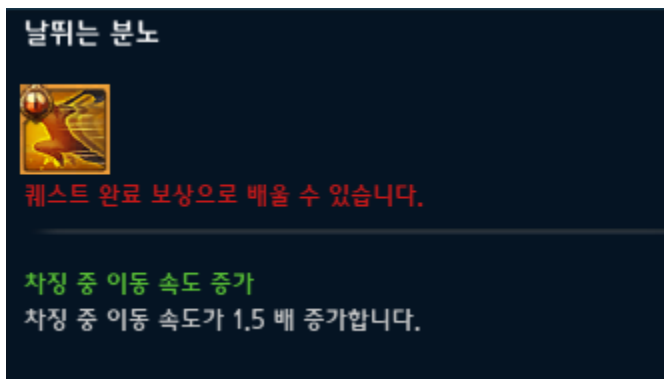 날뛰는 분노
퀘스트 완료 보상으로 배울 수 있습니다.
차징 중 이동 속도 증가
차징 중 이동 속도가 1.5 배 증가합니다.